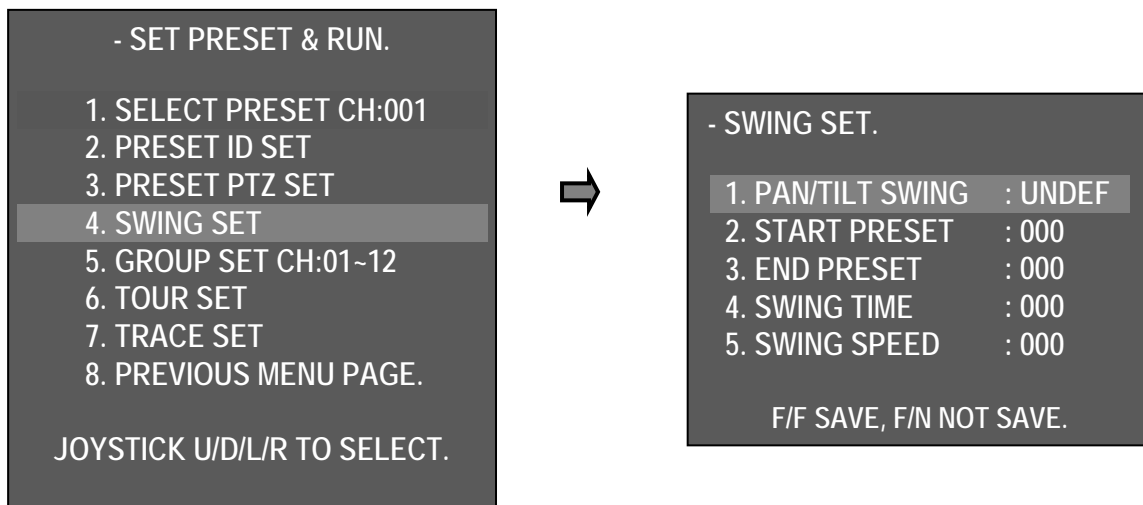 - SET PRESET & RUN.
1. SELECT PRESET CH:001
2. PRESET ID SET
3. PRESET PTZ SET
4. SWING SET
5. GROUP SET CH:01~12
6. TOUR SET
7. TRACE SET
8. PREVIOUS MENU PAGE.
JOYSTICK U/D/L/R TO SELECT.
- SWING SET.
1. PAN/TILT SWING : UNDEF
2. START PRESET : 000
3. END PRESET : 000
4. SWING TIME : 000
5. SWING SPEED : 000
F/F SAVE, F/N NOT SAVE.